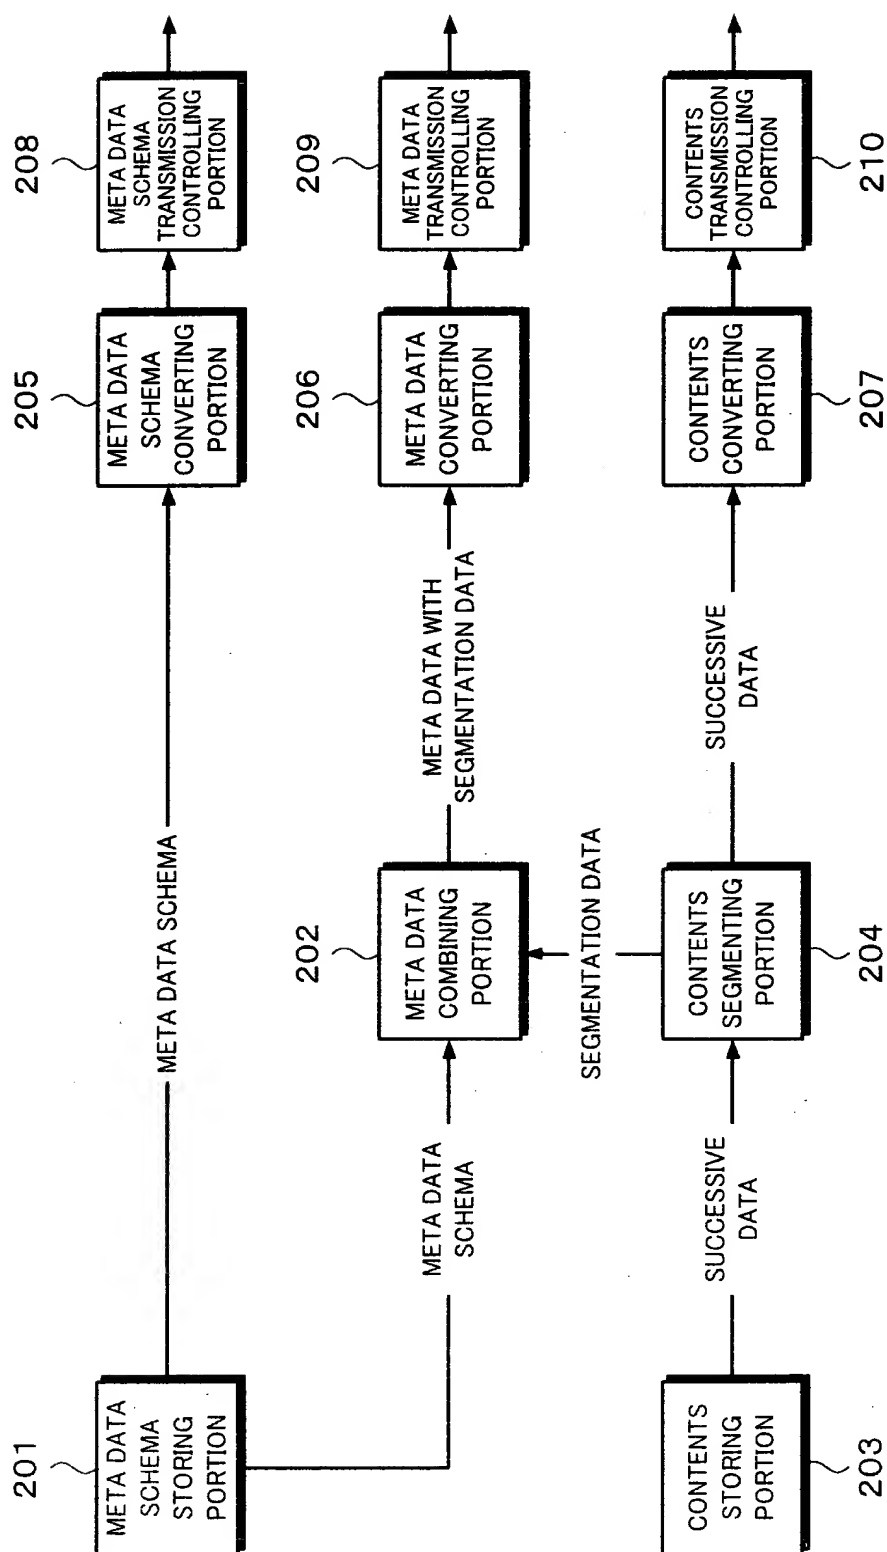 201
META DATA
SCHEMA
STORING
PORTION
META DATA SCHEMA
205
META DATA
SCHEMA
CONVERTING
PORTION
208
META DATA
SCHEMA
TRANSMISSION
CONTROLLING
PORTION
META DATA
SCHEMA
202
META DATA
COMBINING
PORTION
META DATA WITH
SEGMENTATION DATA
206
META DATA
CONVERTING
PORTION
209
META DATA
TRANSMISSION
CONTROLLING
PORTION
SEGMENTATION DATA
CONTENTS
STORING
PORTION
203
SUCCESSIVE
DATA
CONTENTS
SEGMENTING
PORTION
204
SUCCESSIVE
DATA
CONTENTS
CONVERTING
PORTION
207
CONTENTS
TRANSMISSION
CONTROLLING
PORTION
210